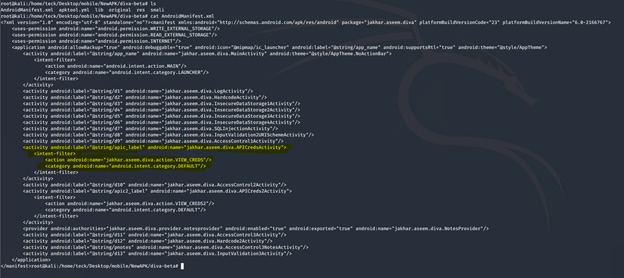 root@kali:/home/teck/Desktop/mobile/NewAPK/diva-beta# ls
AndroidManifest.xml apktool.yml lib original res smali
root@kali:/home/teck/Desktop/mobile/NewAPK/diva-beta# cat AndroidManifest.xml
<?xml version="1.0" encoding="utf-8" standalone="no"?><manifest xmlns:android="http://schemas.android.com/apk/res/android" package="jakhar.aseem.diva" platformBuildVersionCode="23" platformBuildVersionName="6.0-2166767">
<uses-permission android:name="android.permission.WRITE_EXTERNAL_STORAGE"/>
<uses-permission android:name="android.permission.READ_EXTERNAL_STORAGE"/>
<uses-permission android:name="android.permission.INTERNET"/>
<application android:allowBackup="true" android:debuggable="true" android:icon="@mipmap/ic_launcher" android:label="@string/app_name" android:supportsRtl="true" android:theme="@style/AppTheme">
<activity android:label="@string/app_name" android:name="jakhar.aseem.diva.MainActivity" android:theme="@style/AppTheme.NoActionBar">
<intent-filter>
<action android:name="android.intent.action.MAIN"/>
<category android:name="android.intent.category.LAUNCHER"/>
</intent-filter>
</activity>
<activity android:label="@string/d1" android:name="jakhar.aseem.diva.LogActivity"/>
<activity android:label="@string/d2" android:name="jakhar.aseem.diva.HardcodeActivity"/>
<activity android:label="@string/d3" android:name="jakhar.aseem.diva.InsecureDataStorage1Activity"/>
<activity android:label="@string/d4" android:name="jakhar.aseem.diva.InsecureDataStorage2Activity"/>
<activity android:label="@string/d5" android:name="jakhar.aseem.diva.InsecureDataStorage3Activity"/>
<activity android:label="@string/d6" android:name="jakhar.aseem.diva.InsecureDataStorage4Activity"/>
<activity android:label="@string/d7" android:name="jakhar.aseem.diva.SQLInjectionActivity"/>
<activity android:label="@string/d8" android:name="jakhar.aseem.diva.InputValidation2URISchemeActivity"/>
<activity android:label="@string/d9" android:name="jakhar.aseem.diva.AccessControl1Activity"/>
<activity android:label="@string/apic_label" android:name="jakhar.aseem.diva.APICredsActivity">
<intent-filter>
<action android:name="jakhar.aseem.diva.action.VIEW_CREDS"/>
<category android:name="android.intent.category.DEFAULT"/>
</intent-filter>
</activity>
<activity android:label="@string/d10" android:name="jakhar.aseem.diva.AccessControl2Activity"/>
<activity android:label="@string/apic2_label" android:name="jakhar.aseem.diva.APICreds2Activity">
<intent-filter>
<action android:name="jakhar.aseem.diva.action.VIEW_CREDS2"/>
<category android:name="android.intent.category.DEFAULT"/>
</intent-filter>
</activity>
<provider android:authorities="jakhar.aseem.diva.provider.notesprovider" android:enabled="true" android:exported="true" android:name="jakhar.aseem.diva.NotesProvider"/>
<activity android:label="@string/d11" android:name="jakhar.aseem.diva.AccessControl3Activity"/>
<activity android:label="@string/d12" android:name="jakhar.aseem.diva.Hardcode2Activity"/>
<activity android:label="@string/pnotes" android:name="jakhar.aseem.diva.AccessControl3NotesActivity"/>
<activity android:label="@string/d13" android:name="jakhar.aseem.diva.InputValidation3Activity"/>
</application>
</manifest>root@kali:/home/teck/Desktop/mobile/NewAPK/diva-beta#